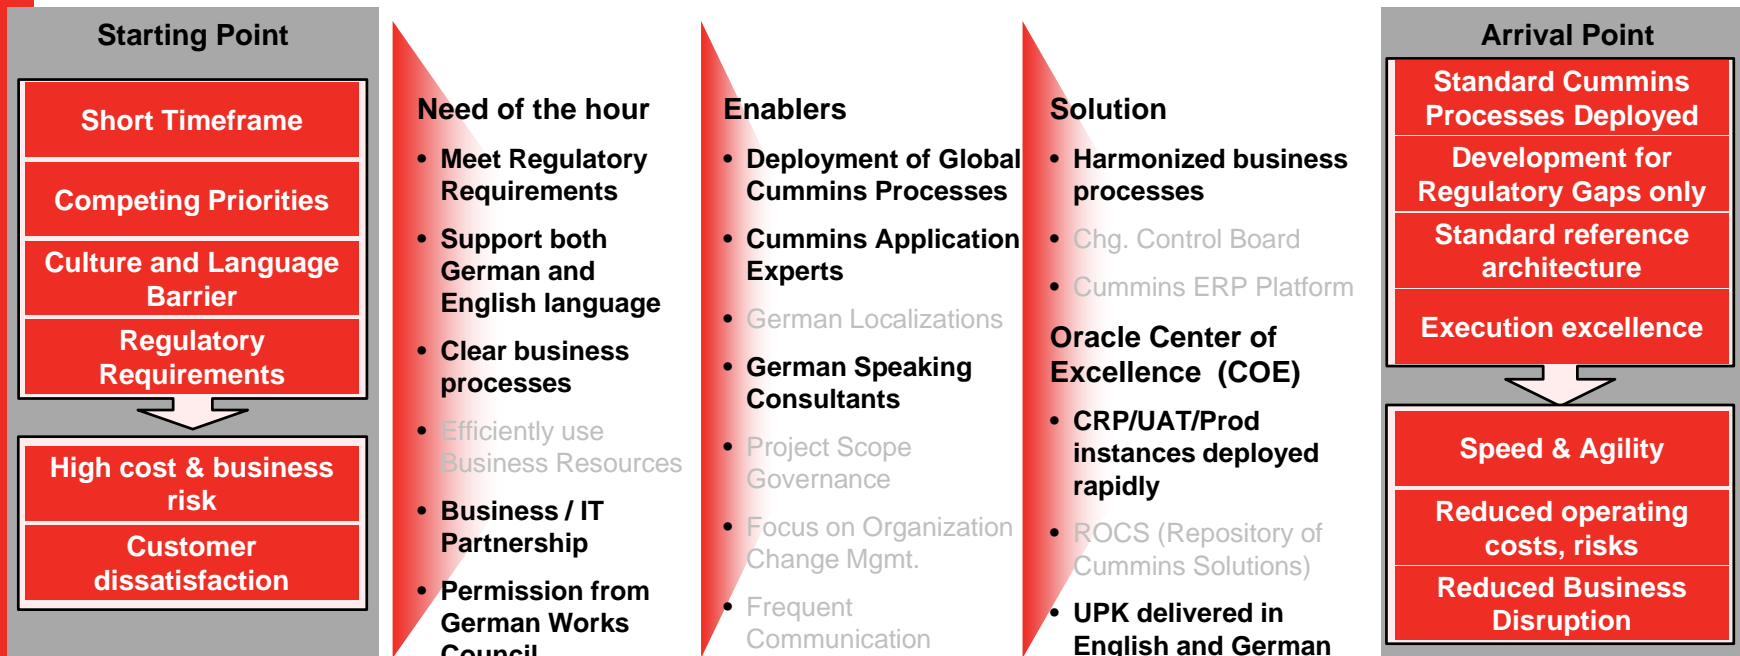 Starting Point
Short Timeframe
Competing Priorities
Culture and Language
Barrier
Regulatory
Requirements
High cost & business
risk
Customer
dissatisfaction
Need of the hour
• Meet Regulatory
Requirements
• Support both
German and
English language
• Clear business
processes
• Efficiently use
Business Resources
• Business / IT
Partnership
• Permission from
German Works
Council
Enablers
• Deployment of Global
Cummins Processes
• Cummins Application
Experts
• German Localizations
• German Speaking
Consultants
• Project Scope
Governance
• Focus on Organization
Change Mgmt.
• Frequent
Communication
Solution
• Harmonized business
processes
• Chg. Control Board
• Cummins ERP Platform
Oracle Center of
Excellence (COE)
• CRP/UAT/Prod
instances deployed
rapidly
• ROCS (Repository of
Cummins Solutions)
• UPK delivered in
English and German
Arrival Point
Standard Cummins
Processes Deployed
Development for
Regulatory Gaps only
Standard reference
architecture
Execution excellence
Speed & Agility
Reduced operating
costs, risks
Reduced Business
Disruption